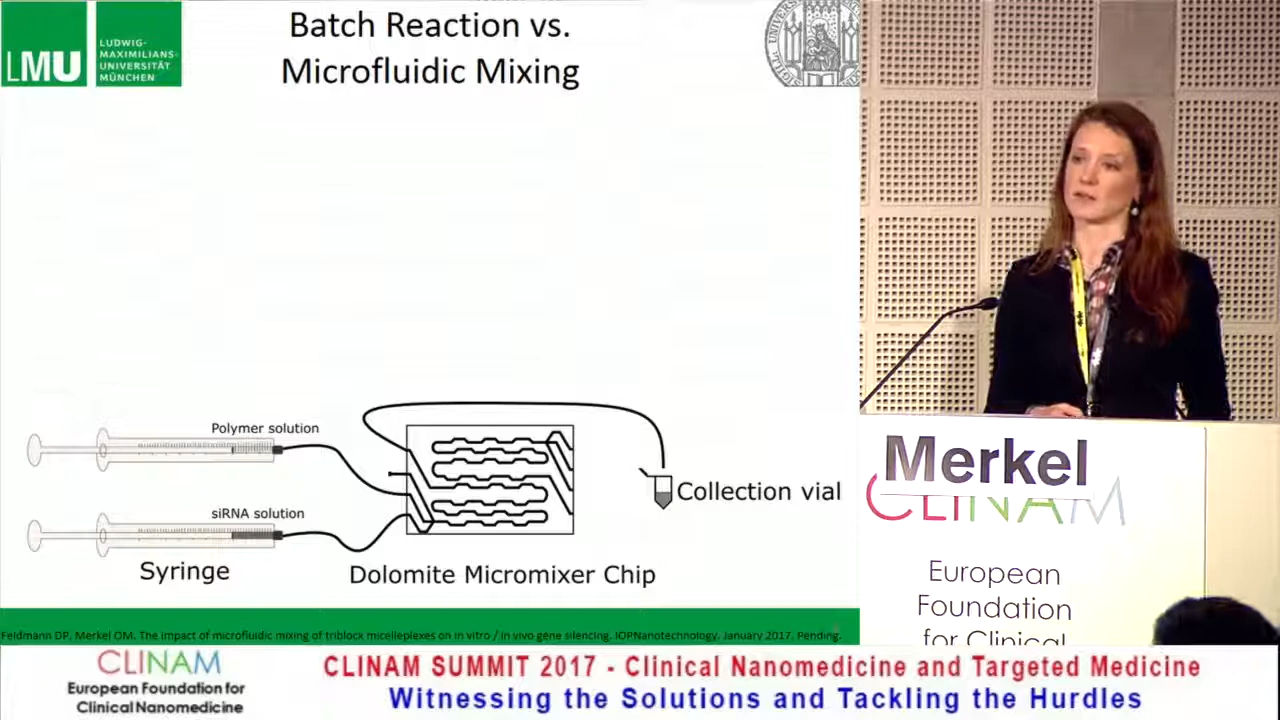 LMU
LUDWIG-
MAXIMILIANS-
UNIVERSITÄT
MÜNCHEN
Batch Reaction vs.
Microfluidic Mixing
Polymer solution
siRNA solution
Syringe
Dolomite Micromixer Chip
Collection vial
Feldmann DP, Merkel OM. The impact of microfluidic mixing of triblock micelleplexes on in vitro / in vivo gene silencing. IOPNanotechnology. January 2017. Pending.
Merkel
CLINAM
European
Foundation
for Clinical
CLINAM
European Foundation for
Clinical Nanomedicine
CLINAM SUMMIT 2017 - Clinical Nanomedicine and Targeted Medicine
Witnessing the Solutions and Tackling the Hurdles